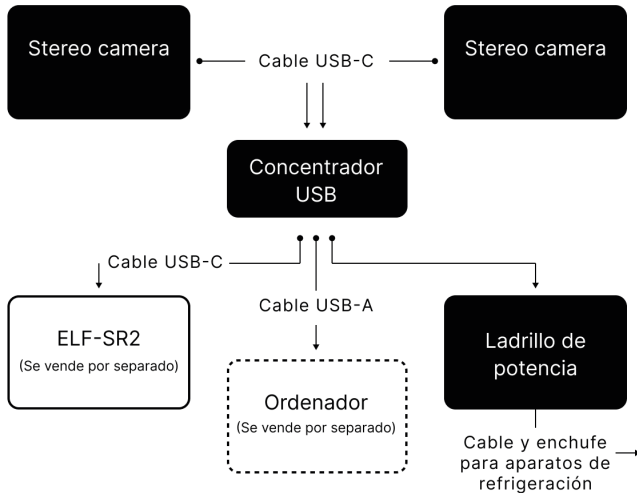 Stereo camera
Cable USB-C
Stereo camera
Concentrador
USB
Cable USB-C
Cable USB-A
ELF-SR2
(Se vende por separado)
Ordenador
(Se vende por separado)
Ladrillo de
potencia
Cable y enchufe
para aparatos de
refrigeración